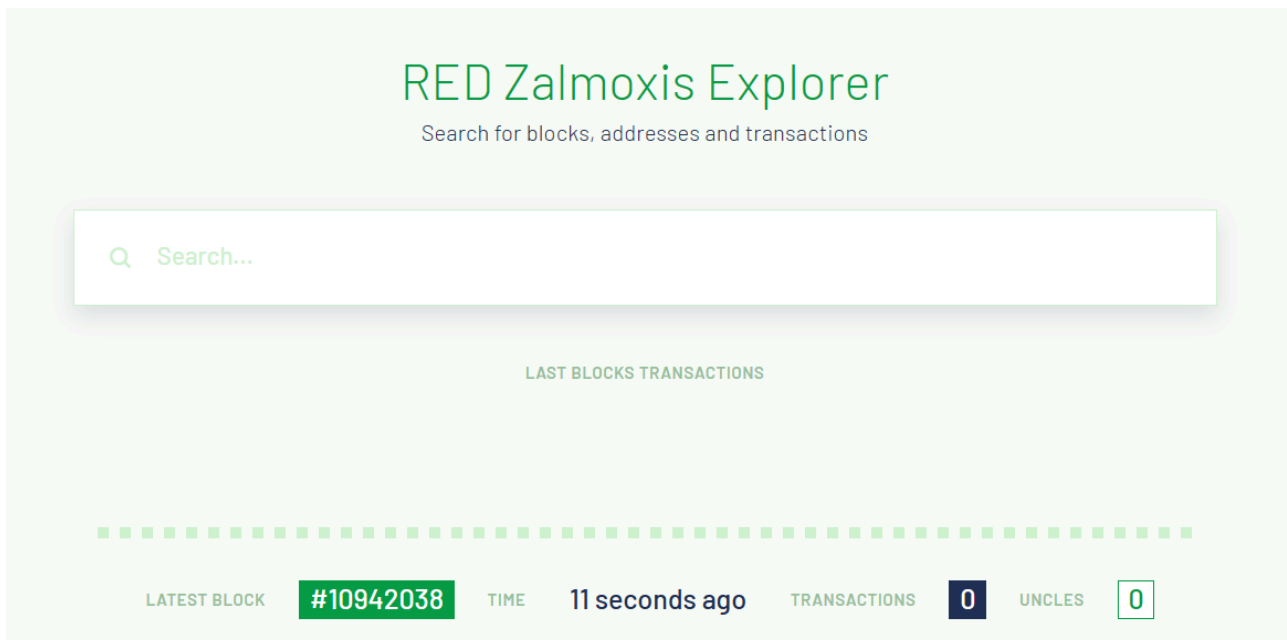 RED Zalmoxis Explorer
Search for blocks, addresses and transactions
Search...
LAST BLOCKS TRANSACTIONS
LATEST BLOCK #10942038 TIME 11 seconds ago TRANSACTIONS 0 UNCLES 0